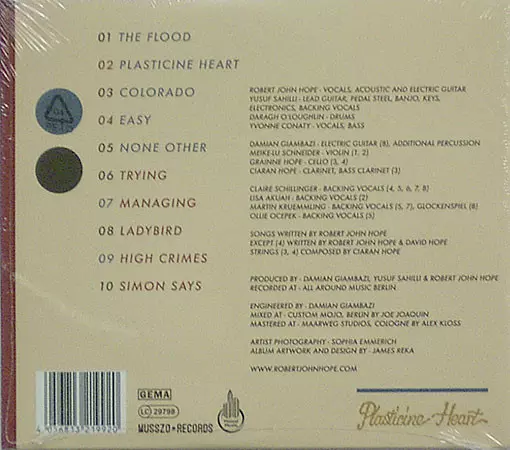 01 THE FLOOD
02 PLASTICINE HEART
03 COLORADO
04 EASY
05 NONE OTHER
06 TRYING
07 MANAGING
08 LADYBIRD
09 HIGH CRIMES
10 SIMON SAYS
ROBERT JOHN HOPE - VOCALS, ACOUSTIC AND ELECTRIC GUITAR
YUSUF SAHILLI - LEAD GUITAR, PEDAL STEEL, BANJO, KEYS,
ELECTRONICS, BACKING VOCALS
DARAGH O'LOUGHLIN - DRUMS
YVONNE CONATY - VOCALS, BASS
DAMIAN GIAMBAZI - ELECTRIC GUITAR (8), ADDITIONAL PERCUSSION
MEIKE-LU SCHNEIDER - VIOLIN (1, 2)
GRAINNE HOPE - CELLO (3, 4)
CIARAN HOPE - CLARINET, BASS CLARINET (3)
CLAIRE SCHILLINGER - BACKING VOCALS (4, 5, 6, 7, 8)
LISA AKUAH - BACKING VOCALS (2)
MARTIN KRUEMMLING - BACKING VOCALS (5, 7), GLOCKENSPIEL (8)
OLLIE OCEPEK - BACKING VOCALS (5)
SONGS WRITTEN BY ROBERT JOHN HOPE
EXCEPT (4) WRITTEN BY ROBERT JOHN HOPE & DAVID HOPE
STRINGS (3, 4) COMPOSED BY CIARAN HOPE
PRODUCED BY - DAMIAN GIAMBAZI, YUSUF SAHILLI & ROBERT JOHN HOPE
RECORDED AT - ALL AROUND MUSIC BERLIN
ENGINEERED BY - DAMIAN GIAMBAZI
MIXED AT - CUSTOM MOJO, BERLIN BY JOE JOAQUIN
MASTERED AT - MAARWEG STUDIOS, COLOGNE BY ALEX KLOSS
ARTIST PHOTOGRAPHY - SOPHIA EMMERICH
ALBUM ARTWORK AND DESIGN BY - JAMES REKA
WWW.ROBERTJOHNHOPE.COM
GEMA
LC 29798
MUSSZO RECORDS
4 056813 219920
Plasticine Heart